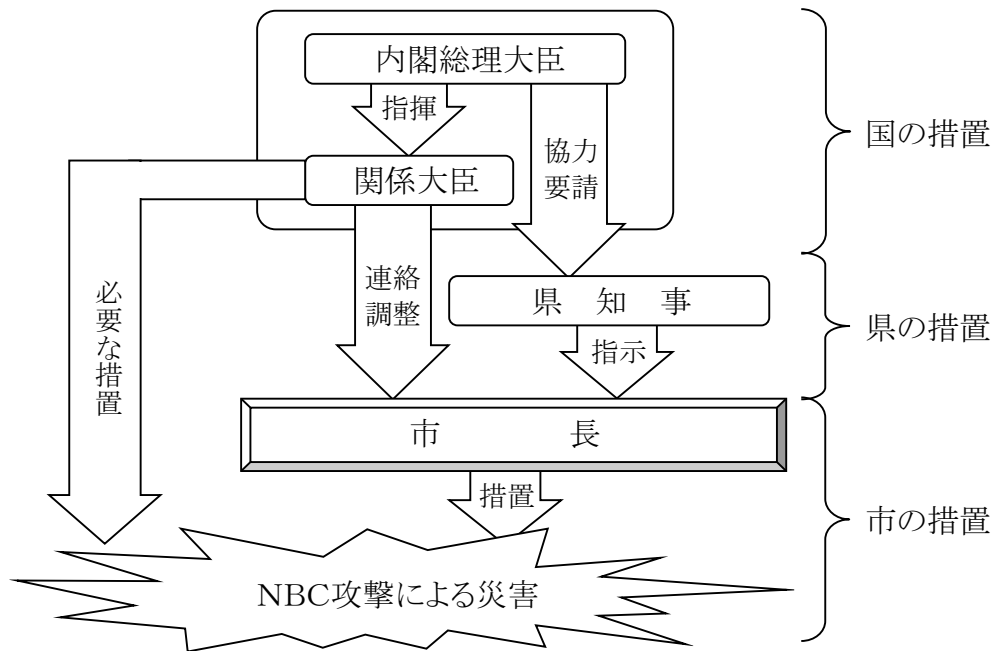 内閣総理大臣
指揮
国の措置
協力
要請
関係大臣
連絡
調整
県 知 事
必要な措置
県の措置
指示
市 長
措置
市の措置
NBC攻撃による災害